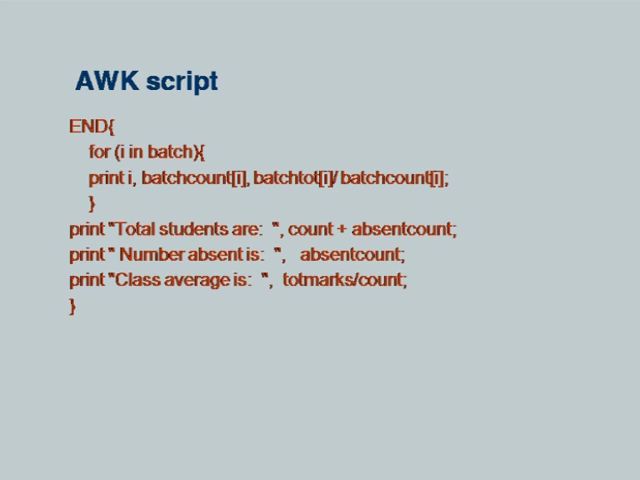 AWK script
END{
for (i in batch){
print i, batchcount[i], batchtot[i]/ batchcount[i];
}
print "Total students are:  ", count + absentcount;
print " Number absent is:  ",   absentcount;
print "Class average is:  ",  totmarks/count;
}